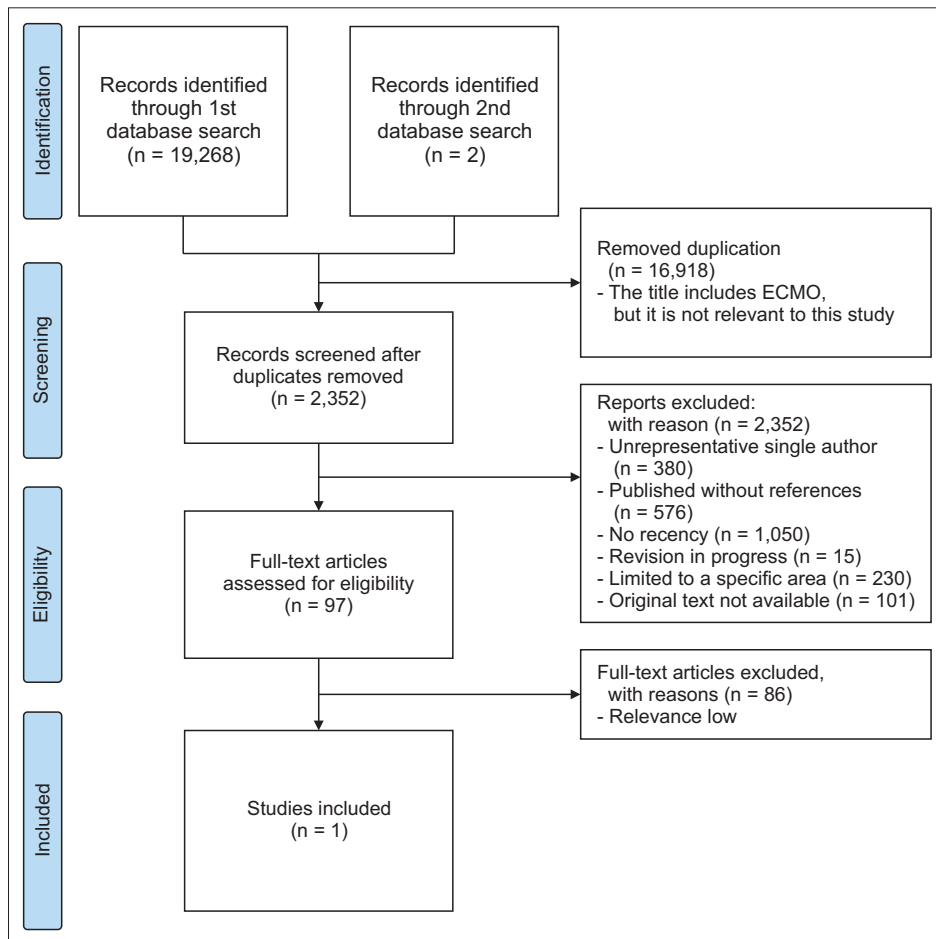 Identification
Records identified
through 1st
database search
(n = 19,268)
Records identified
through 2nd
database search
(n = 2)
Removed duplication
(n = 16,918)
- The title includes ECMO,
but it is not relevant to this study
Screening
Records screened after
duplicates removed
(n = 2,352)
Reports excluded:
with reason (n = 2,352)
- Unrepresentative single author
(n = 380)
- Published without references
(n = 576)
- No recency (n = 1,050)
- Revision in progress (n = 15)
- Limited to a specific area (n = 230)
- Original text not available (n = 101)
Eligibility
Full-text articles
assessed for eligibility
(n = 97)
Full-text articles excluded,
with reasons (n = 86)
- Relevance low
Included
Studies included
(n = 1)